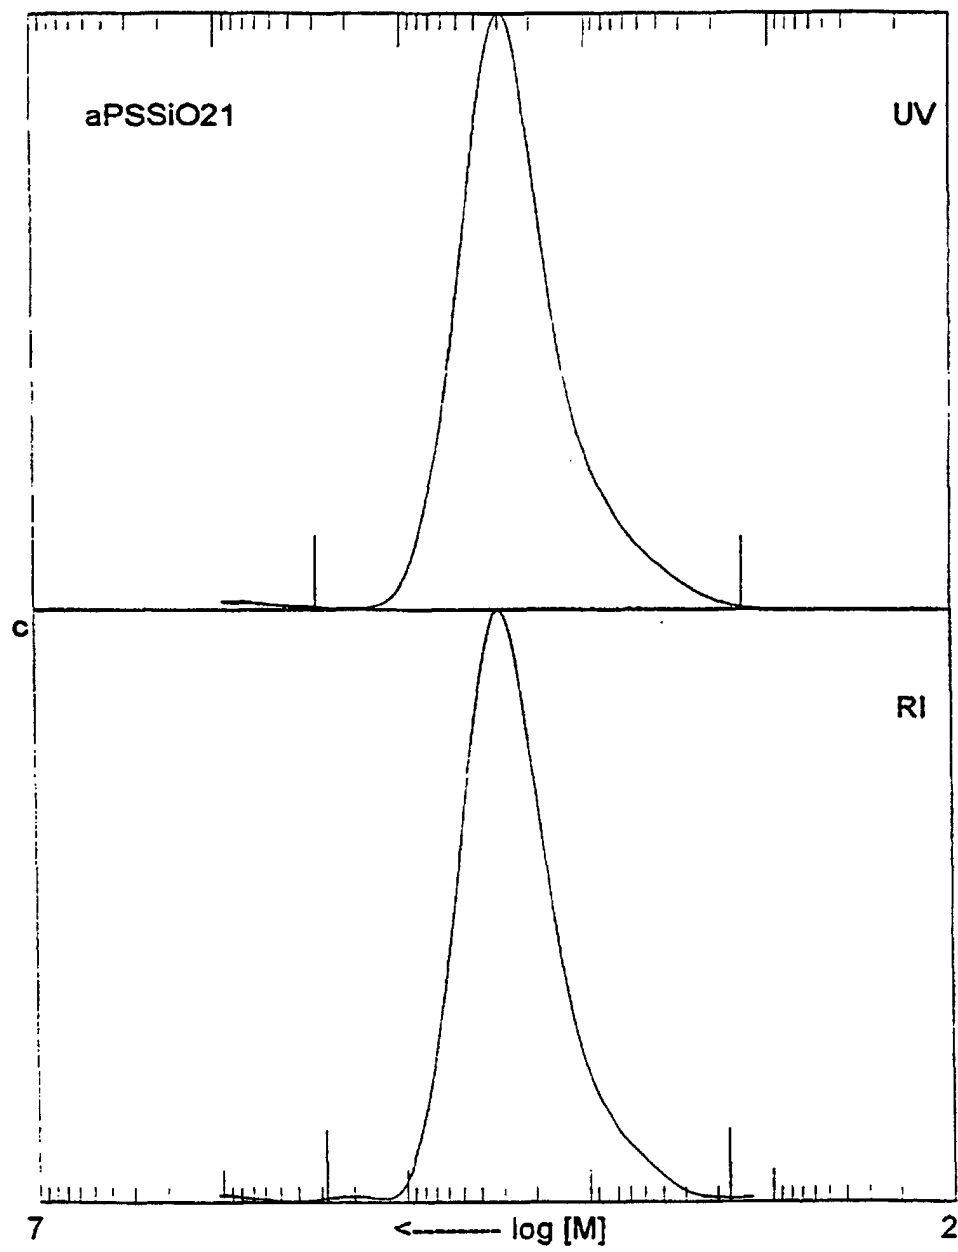 aPSSiO21
UV
c
RI
7
<-------- log [M]
2